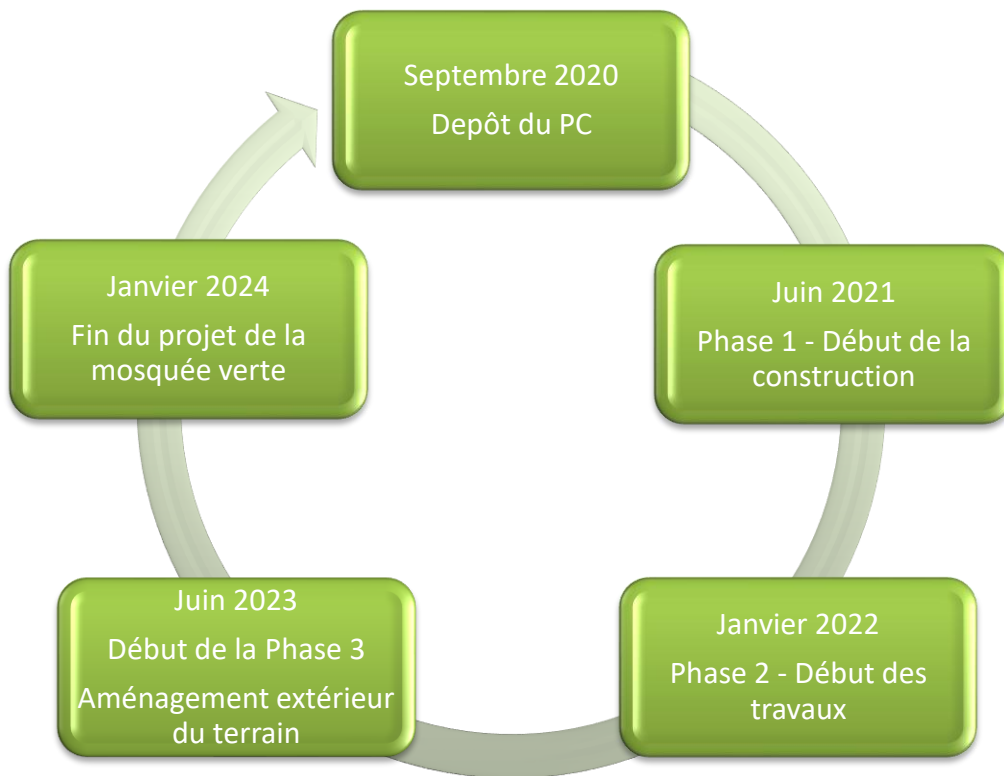 Septembre 2020
Depôt du PC
Juin 2021
Phase 1 - Début de la
construction
Janvier 2022
Phase 2 - Début des
travaux
Juin 2023
Début de la Phase 3
Aménagement extérieur
du terrain
Janvier 2024
Fin du projet de la
mosquée verte